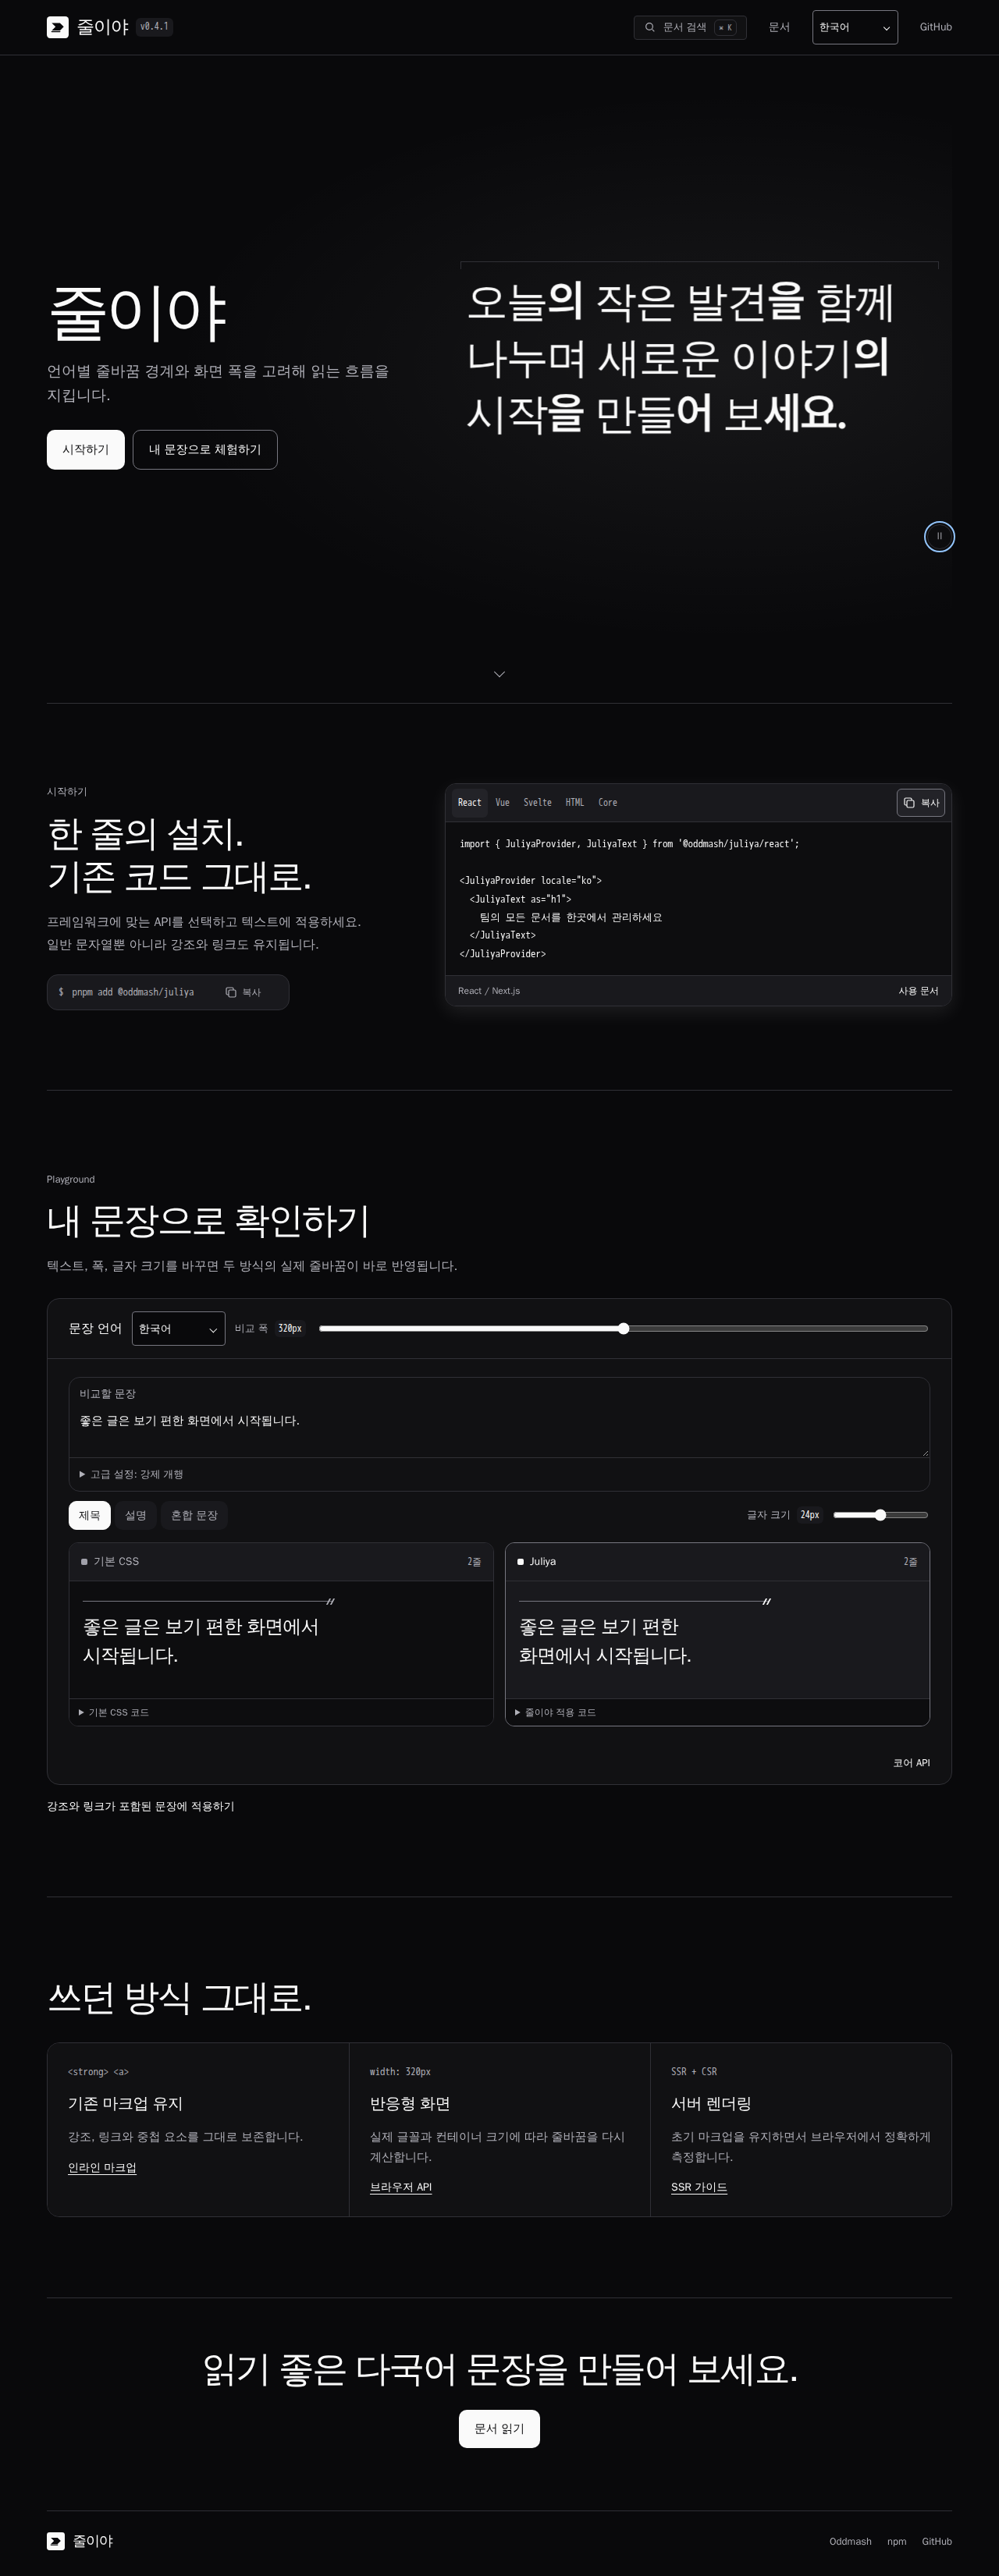 줄이야 v0.4.1
문서 검색 ⌘ K 문서 한국어 GitHub
줄이야
언어별 줄바꿈 경계와 화면 폭을 고려해 읽는 흐름을
지킵니다.
시작하기 내 문장으로 체험하기
오늘의 작은 발견을 함께
나누며 새로운 이야기의
시작을 만들어 보세요.
시작하기
한 줄의 설치.
기존 코드 그대로.
프레임워크에 맞는 API를 선택하고 텍스트에 적용하세요.
일반 문자열뿐 아니라 강조와 링크도 유지됩니다.
$ pnpm add @oddmash/juliya 복사
React Vue Svelte HTML Core 복사
import { JuliyaProvider, JuliyaText } from '@oddmash/juliya/react';
<JuliyaProvider locale="ko">
<JuliyaText as="h1">
팀의 모든 문서를 한곳에서 관리하세요
</JuliyaText>
</JuliyaProvider>
React / Next.js 사용 문서
Playground
내 문장으로 확인하기
텍스트, 폭, 글자 크기를 바꾸면 두 방식의 실제 줄바꿈이 바로 반영됩니다.
문장 언어 한국어 비교 폭 320px
비교할 문장
좋은 글은 보기 편한 화면에서 시작됩니다.
▶ 고급 설정: 강제 개행
제목 설명 혼합 문장 글자 크기 24px
기본 CSS 2줄
좋은 글은 보기 편한 화면에서
시작됩니다.
▶ 기본 CSS 코드
Juliya 2줄
좋은 글은 보기 편한
화면에서 시작됩니다.
▶ 줄이야 적용 코드
코어 API
강조와 링크가 포함된 문장에 적용하기
쓰던 방식 그대로.
<strong> <a>
기존 마크업 유지
강조, 링크와 중첩 요소를 그대로 보존합니다.
인라인 마크업
width: 320px
반응형 화면
실제 글꼴과 컨테이너 크기에 따라 줄바꿈을 다시
계산합니다.
브라우저 API
SSR + CSR
서버 렌더링
초기 마크업을 유지하면서 브라우저에서 정확하게
측정합니다.
SSR 가이드
읽기 좋은 다국어 문장을 만들어 보세요.
문서 읽기
줄이야
Oddmash npm GitHub